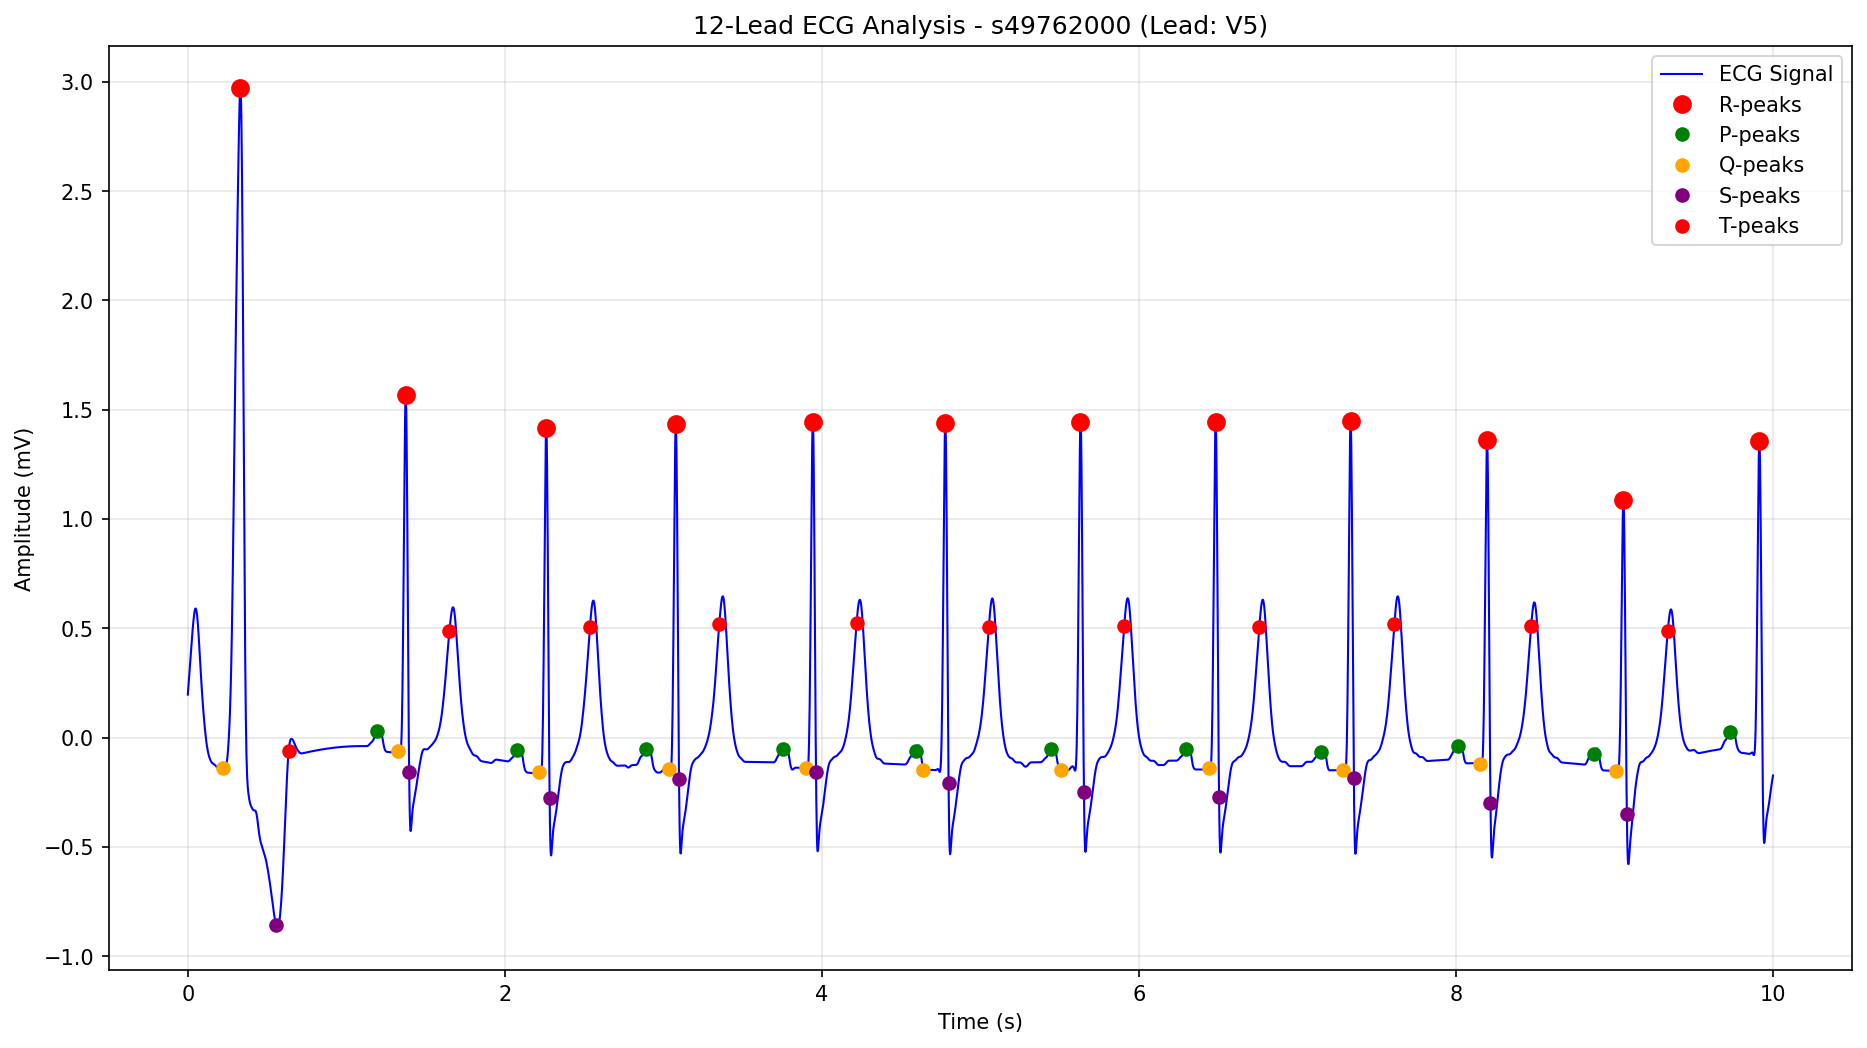 12-Lead ECG Analysis - s49762000 (Lead: V5)
ECG Signal
R-peaks
P-peaks
Q-peaks
S-peaks
T-peaks
Amplitude (mV)
3.0
2.5
2.0
1.5
1.0
0.5
0.0
−0.5
−1.0
0 2 4 6 8 10
Time (s)